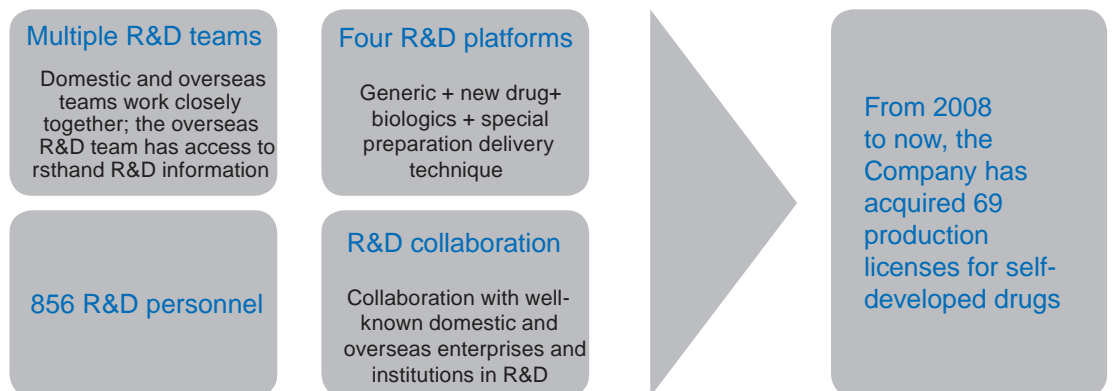 Multiple R&D teams
Domestic and overseas
teams work closely
together; the overseas
R&D team has access to
rsthand R&D information
Four R&D platforms
Generic + new drug+
biologics + special
preparation delivery
technique
856 R&D personnel
R&D collaboration
Collaboration with well-
known domestic and
overseas enterprises and
institutions in R&D
From 2008
to now, the
Company has
acquired 69
production
licenses for self-
developed drugs